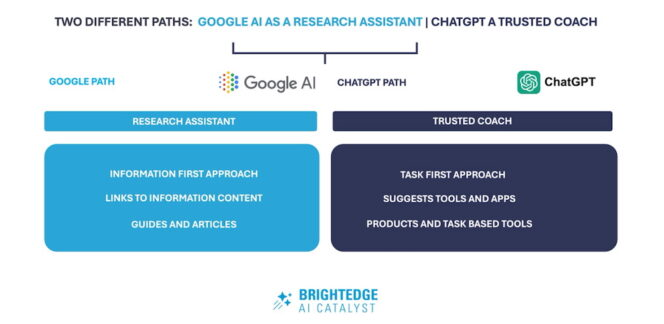 TWO DIFFERENT PATHS: GOOGLE AI AS A RESEARCH ASSISTANT | CHATGPT A TRUSTED COACH
GOOGLE PATH
Google AI
CHATGPT PATH
ChatGPT
RESEARCH ASSISTANT
TRUSTED COACH
INFORMATION FIRST APPROACH
LINKS TO INFORMATION CONTENT
GUIDES AND ARTICLES
TASK FIRST APPROACH
SUGGESTS TOOLS AND APPS
PRODUCTS AND TASK BASED TOOLS
BRIGHTEDGE
AI CATALYST